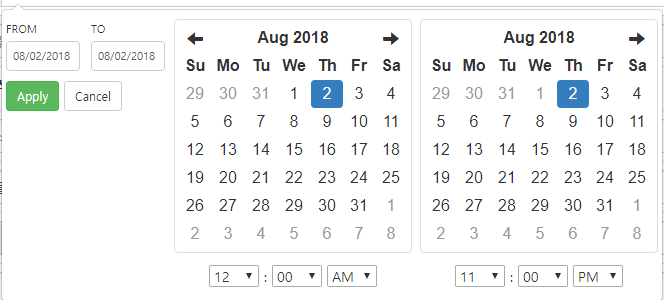 FROM TO
08/02/2018 08/02/2018
Apply Cancel
Aug 2018
Su Mo Tu We Th Fr Sa
29 30 31 1 2 3 4
5 6 7 8 9 10 11
12 13 14 15 16 17 18
19 20 21 22 23 24 25
26 27 28 29 30 31 1
2 3 4 5 6 7 8
12 : 00 AM
Aug 2018
Su Mo Tu We Th Fr Sa
29 30 31 1 2 3 4
5 6 7 8 9 10 11
12 13 14 15 16 17 18
19 20 21 22 23 24 25
26 27 28 29 30 31 1
2 3 4 5 6 7 8
11 : 00 PM